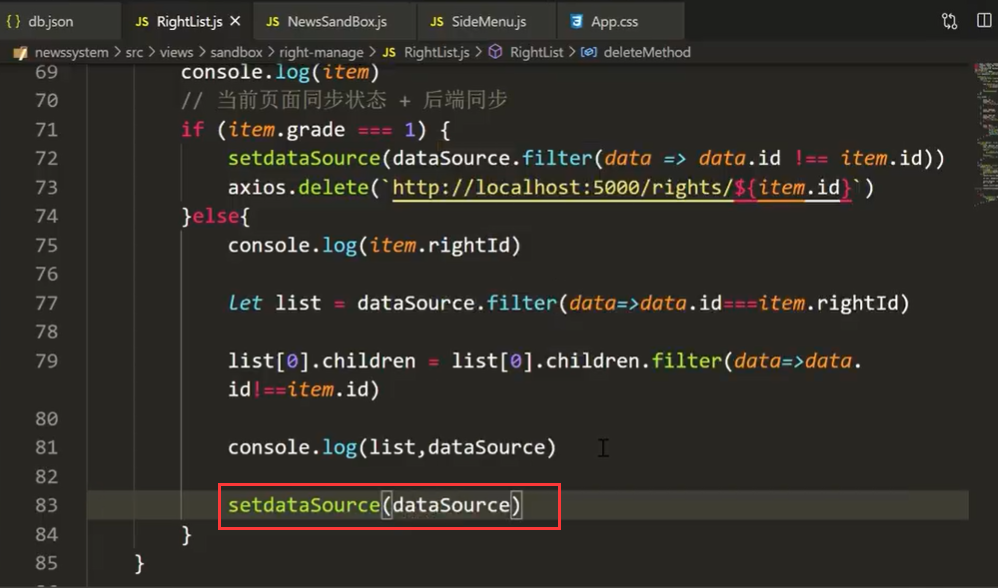 db.json JS RightList.js JS NewsSandBox.js JS SideMenu.js App.css
newssystem > src > views > sandbox > right-manage > JS RightList.js > RightList > deleteMethod
69 console.log(item)
70 // 当前页面同步状态 + 后端同步
71 if (item.grade === 1) {
72 setdataSource(dataSource.filter(data => data.id !== item.id))
73 axios.delete(`http://localhost:5000/rights/${item.id}`)
74 }else{
75 console.log(item.rightId)
76
77 let list = dataSource.filter(data=>data.id===item.rightId)
78
79 list[0].children = list[0].children.filter(data=>data.
id!==item.id)
80
81 console.log(list,dataSource)
82
83 setdataSource(dataSource)
84 }
85 }